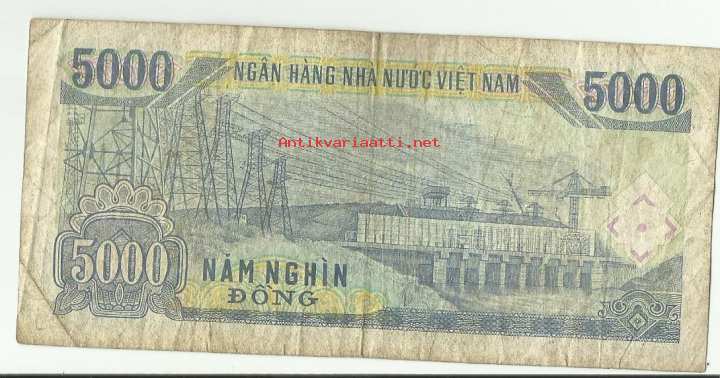 5000 NGÂN HÀNG NHÀ NƯỚC VIỆT NAM 5000
Antikvariaatti.net
5000 NĂM NGHÌN
ĐỒNG